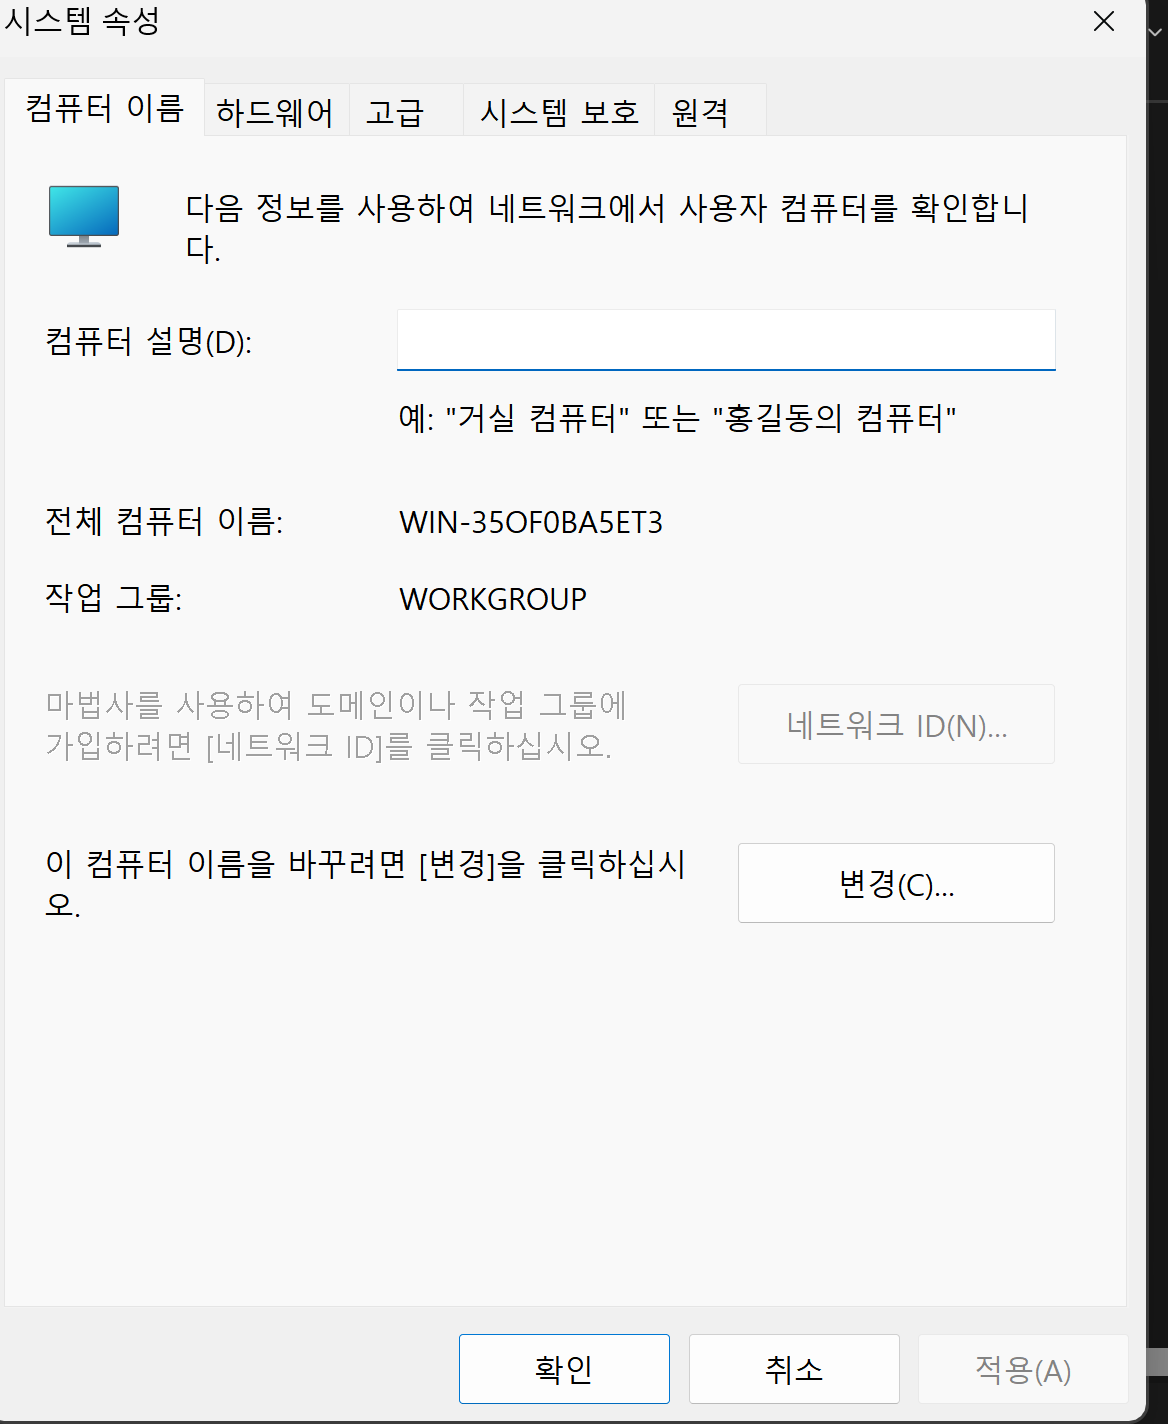 시스템 속성
컴퓨터 이름
하드웨어
고급
시스템 보호
원격
다음 정보를 사용하여 네트워크에서 사용자 컴퓨터를 확인합니
다.
컴퓨터 설명(D):
예: "거실 컴퓨터" 또는 "홍길동의 컴퓨터"
전체 컴퓨터 이름:
WIN-35OF0BA5ET3
작업 그룹:
WORKGROUP
마법사를 사용하여 도메인이나 작업 그룹에
가입하려면 [네트워크 ID]를 클릭하십시오.
네트워크 ID(N)...
이 컴퓨터 이름을 바꾸려면 [변경]을 클릭하십시
오.
변경(C)...
확인
취소
적용(A)